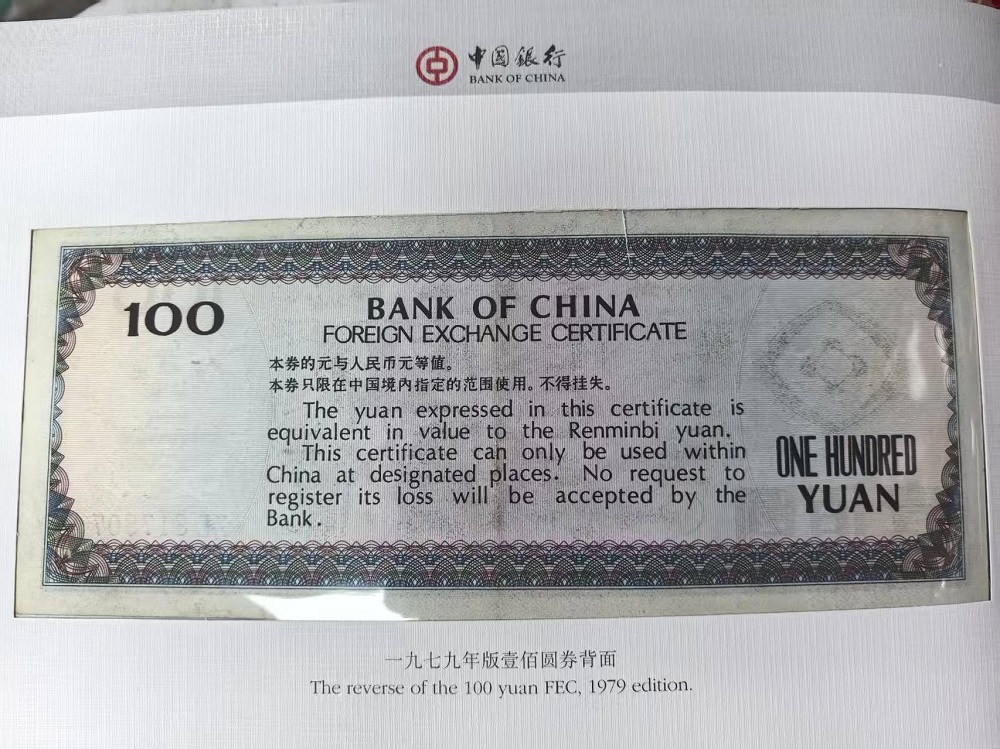 中国銀行
BANK OF CHINA
100
BANK OF CHINA
FOREIGN EXCHANGE CERTIFICATE
本券的元与人民币元等值。
本券只限在中国境内指定的范围使用。不得挂失。
The yuan expressed in this certificate is
equivalent in value to the Renminbi yuan.
This certificate can only be used within
China at designated places. No request to
register its loss will be accepted by the
Bank.
ONE HUNDRED
YUAN
一九七九年版壹佰圆券背面
The reverse of the 100 yuan FEC, 1979 edition.